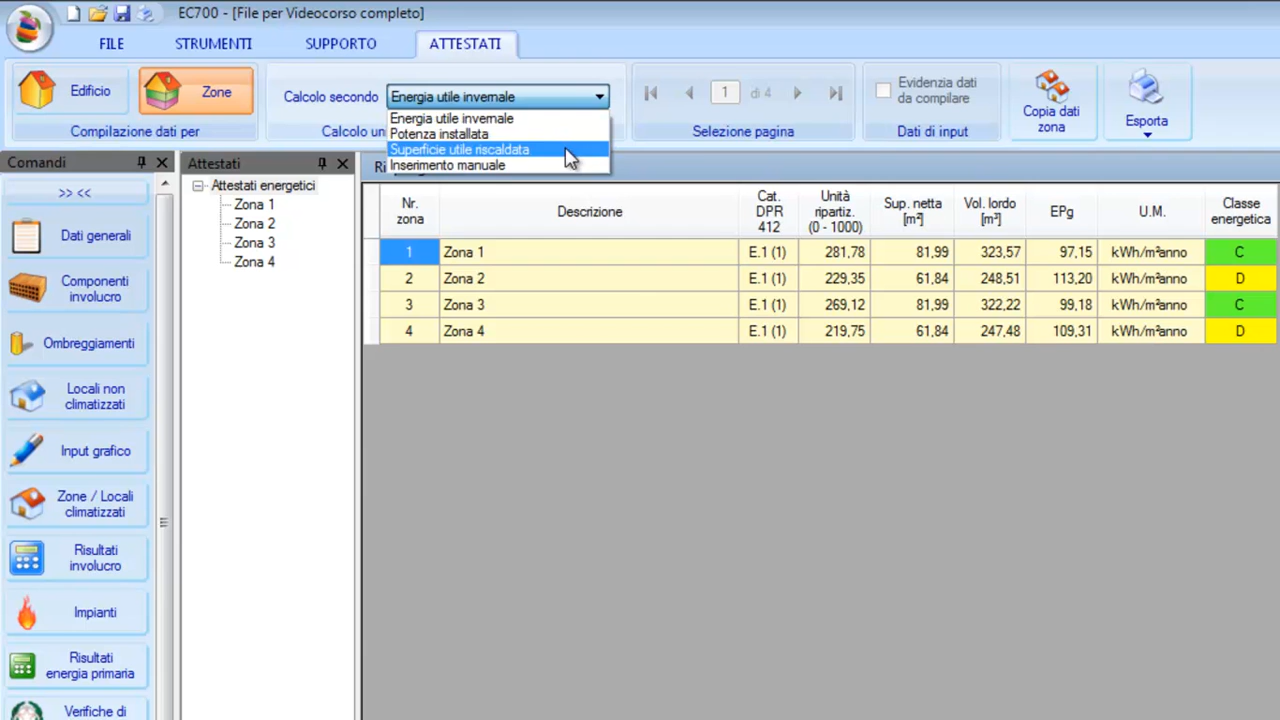 EC700 - [File per Videocorso completo]
FILE
STRUMENTI
SUPPORTO
ATTESTATI
Edificio
Zone
Compilazione dati per
Calcolo secondo
Energia utile invernale
Energia utile invernale
Potenza installata
Superficie utile riscaldata
Inserimento manuale
Calcolo un
1
di 4
Selezione pagina
Evidenzia dati
da compilare
Dati di input
Copia dati
zona
Esporta
Comandi
>> <<
Dati generali
Componenti
involucro
Ombreggiamenti
Locali non
climatizzati
Input grafico
Zone / Locali
climatizzati
Risultati
involucro
Impianti
Risultati
energia primaria
Verifiche di
Attestati
Attestati energetici
Zona 1
Zona 2
Zona 3
Zona 4
Nr. zona Descrizione Cat. DPR 412 Unità ripartiz. (0 - 1000) Sup. netta [m²] Vol. lordo [m³] EPg U.M. Classe energetica
1 Zona 1 E.1 (1) 281,78 81,99 323,57 97,15 kWh/m²anno C
2 Zona 2 E.1 (1) 229,35 61,84 248,51 113,20 kWh/m²anno D
3 Zona 3 E.1 (1) 269,12 81,99 322,22 99,18 kWh/m²anno C
4 Zona 4 E.1 (1) 219,75 61,84 247,48 109,31 kWh/m²anno D